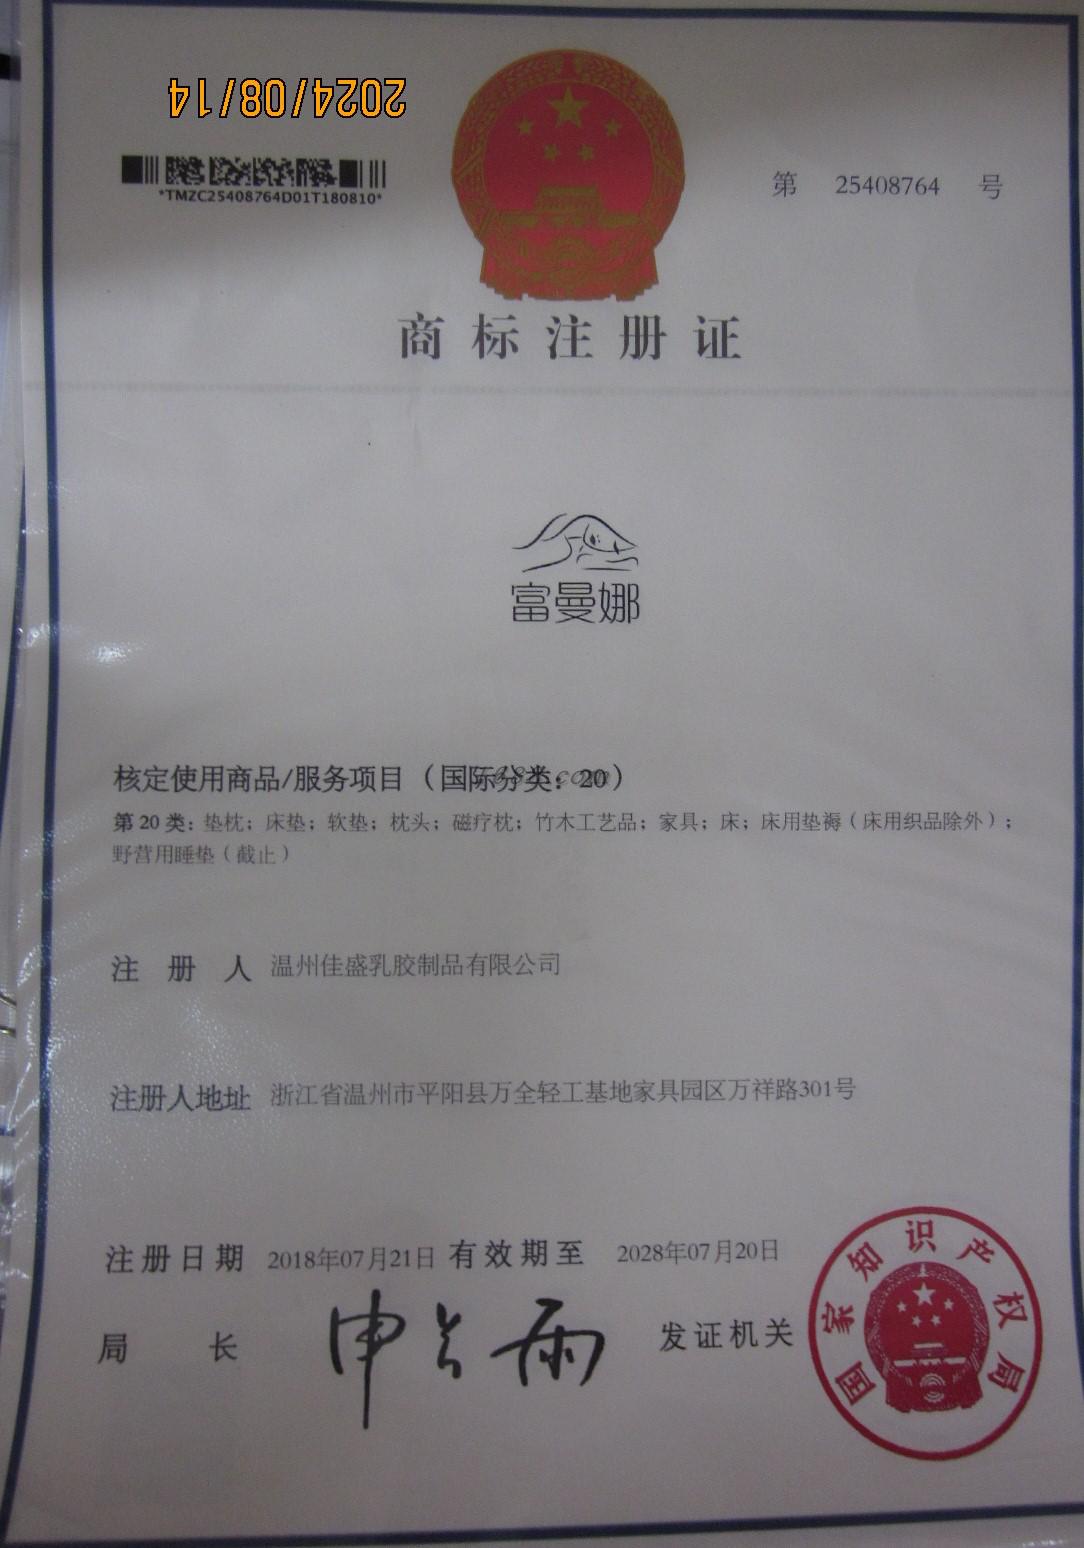 2024/08/14
*TMZC25408764D01T180810*
第 25408764 号
商标注册证
富曼娜
核定使用商品/服务项目（国际分类：20）
第 20 类：垫枕；床垫；软垫；枕头；磁疗枕；竹木工艺品；家具；床；床用垫褥（床用织品除外）；
野营用睡垫（截止）
注册人 温州佳盛乳胶制品有限公司
注册人地址 浙江省温州市平阳县万全轻工基地家具园区万祥路301号
注册日期 2018年07月21日 有效期至 2028年07月20日
局长 申长雨 发证机关
国家知识产权局